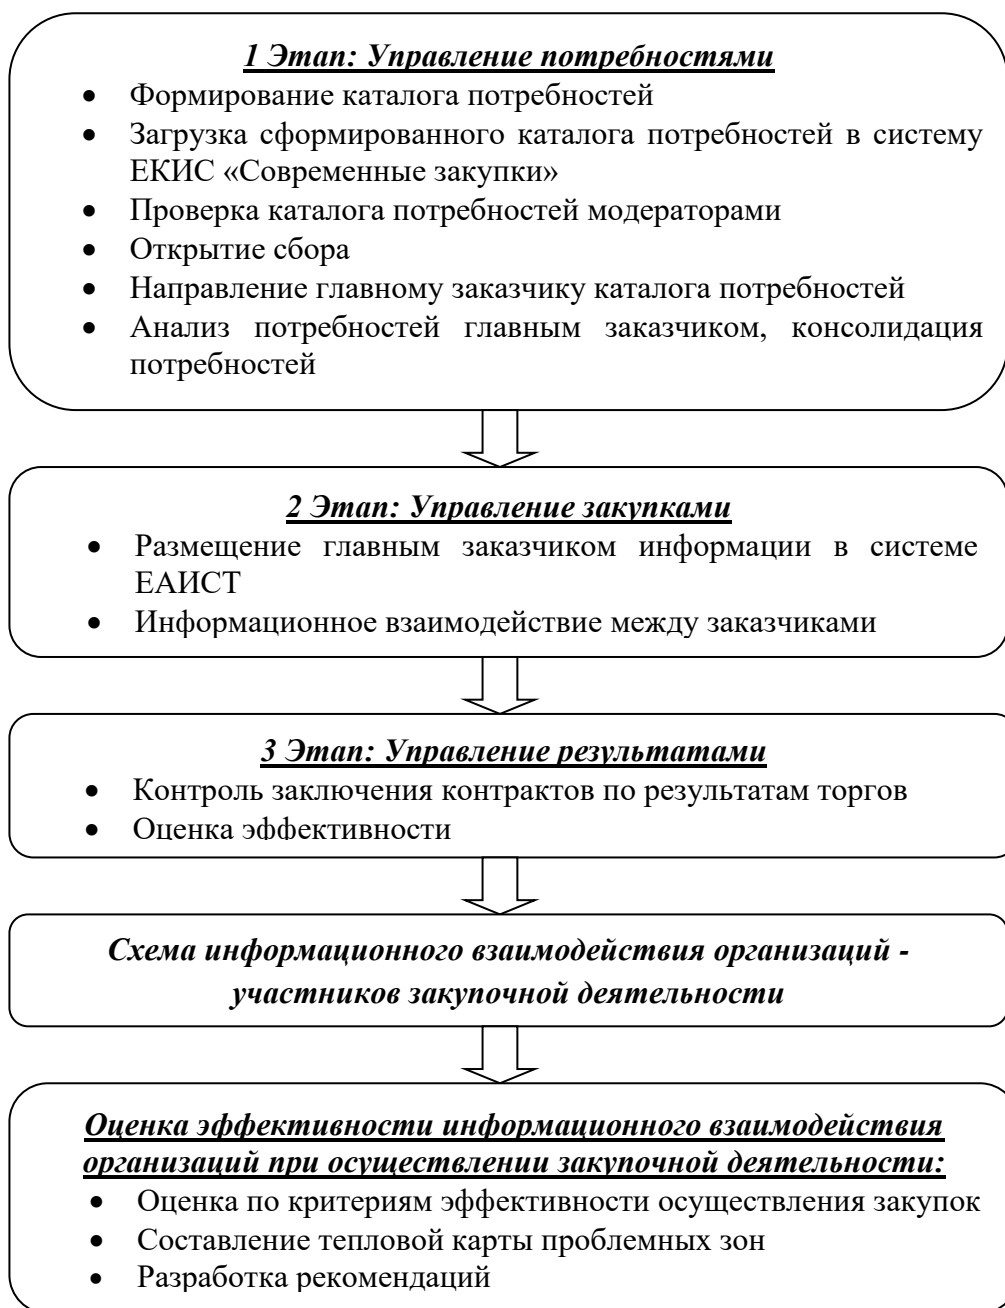 1 Этап: Управление потребностями
• Формирование каталога потребностей
• Загрузка сформированного каталога потребностей в систему
ЕКИС «Современные закупки»
• Проверка каталога потребностей модераторами
• Открытие сбора
• Направление главному заказчику каталога потребностей
• Анализ потребностей главным заказчиком, консолидация
потребностей
2 Этап: Управление закупками
• Размещение главным заказчиком информации в системе
ЕАИСТ
• Информационное взаимодействие между заказчиками
3 Этап: Управление результатами
• Контроль заключения контрактов по результатам торгов
• Оценка эффективности
Схема информационного взаимодействия организаций -
участников закупочной деятельности
Оценка эффективности информационного взаимодействия
организаций при осуществлении закупочной деятельности:
• Оценка по критериям эффективности осуществления закупок
• Составление тепловой карты проблемных зон
• Разработка рекомендаций